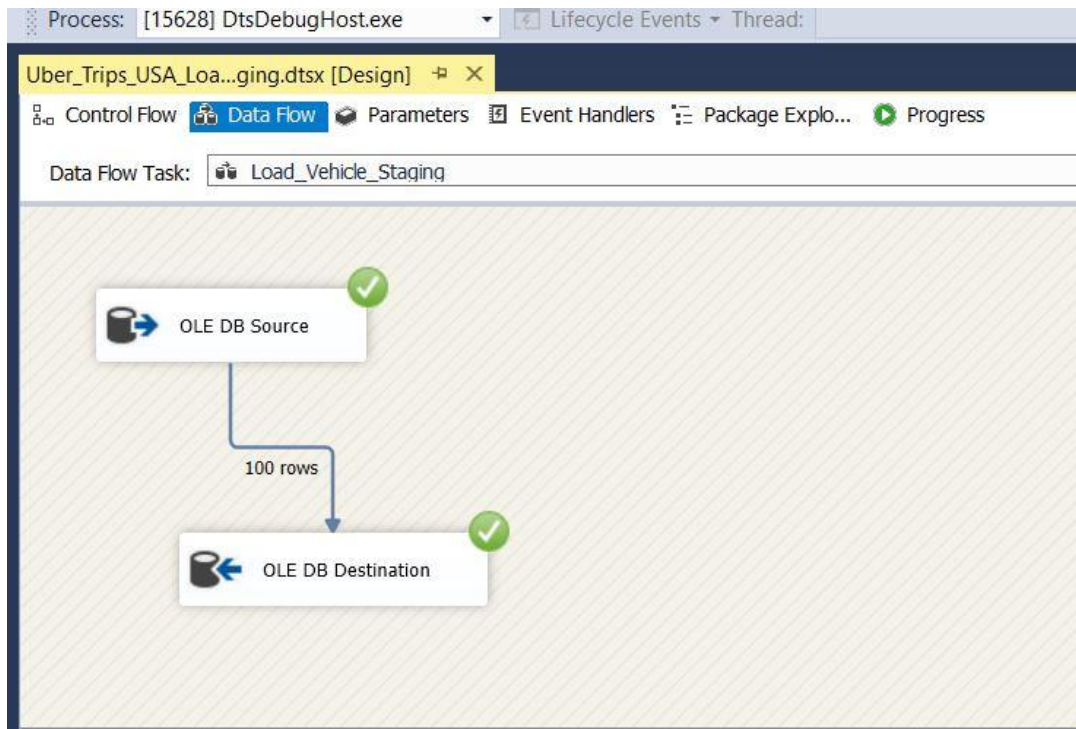 Process: [15628] DtsDebugHost.exe Lifecycle Events Thread:
Uber_Trips_USA_Loa...ging.dtsx [Design]
Control Flow Data Flow Parameters Event Handlers Package Explo... Progress
Data Flow Task: Load_Vehicle_Staging
OLE DB Source
100 rows
OLE DB Destination